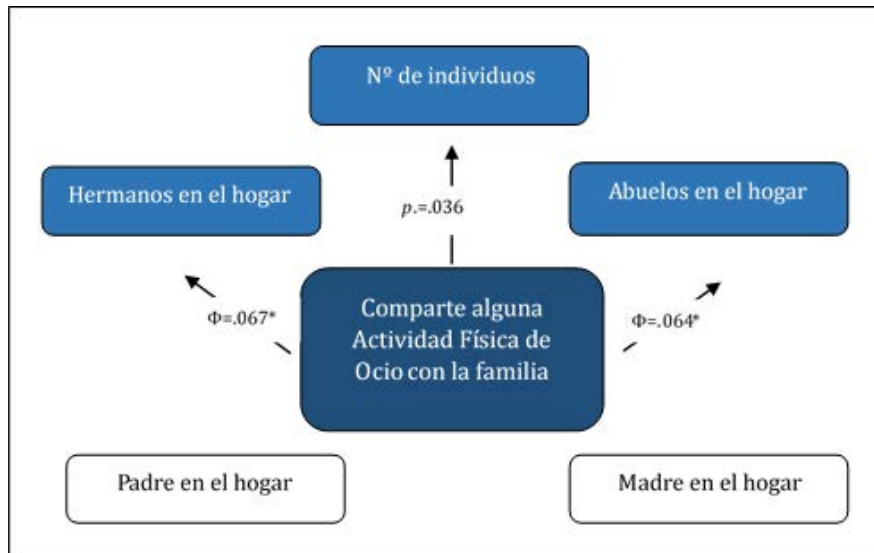 Nº de individuos
Hermanos en el hogar
Abuelos en el hogar
p.=.036
Φ=.067*
Φ=.064*
Comparte alguna
Actividad Física de
Ocio con la familia
Padre en el hogar
Madre en el hogar